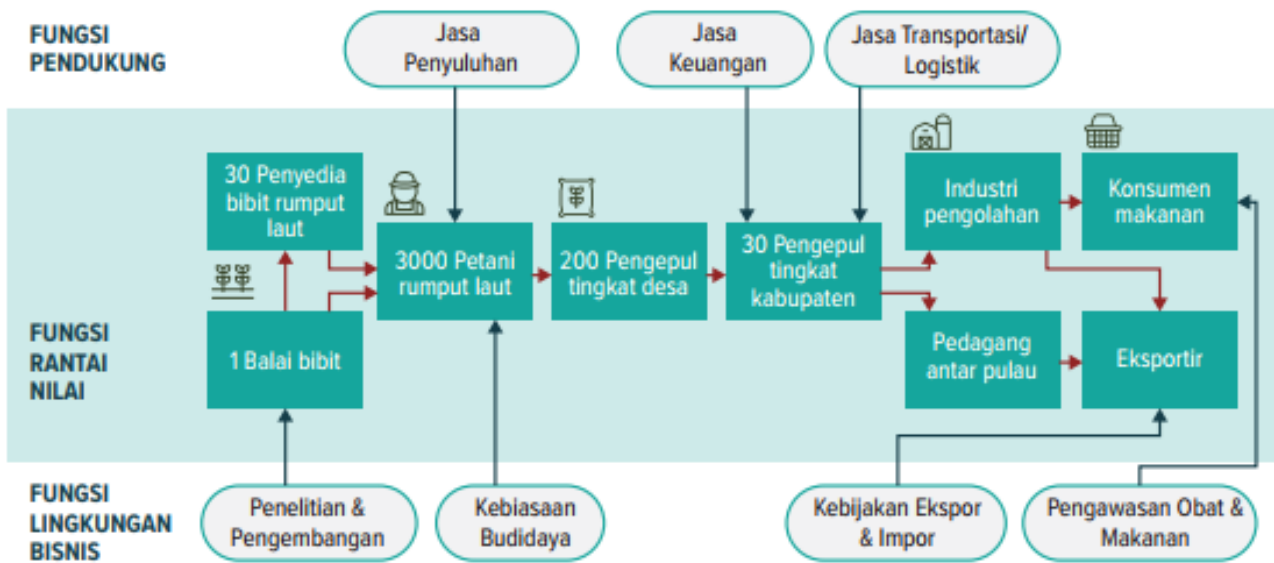 FUNGSI
PENDUKUNG
Jasa
Penyuluhan
Jasa
Keuangan
Jasa Transportasi/
Logistik
30 Penyedia
bibit rumput
laut
3000 Petani
rumput laut
200 Pengepul
tingkat desa
30 Pengepul
tingkat
kabupaten
Industri
pengolahan
Konsumen
makanan
FUNGSI
RANTAI
NILAI
1 Balai bibit
Pedagang
antar pulau
Eksportir
FUNGSI
LINGKUNGAN
BISNIS
Penelitian &
Pengembangan
Kebiasaan
Budidaya
Kebijakan Ekspor
& Impor
Pengawasan Obat &
Makanan